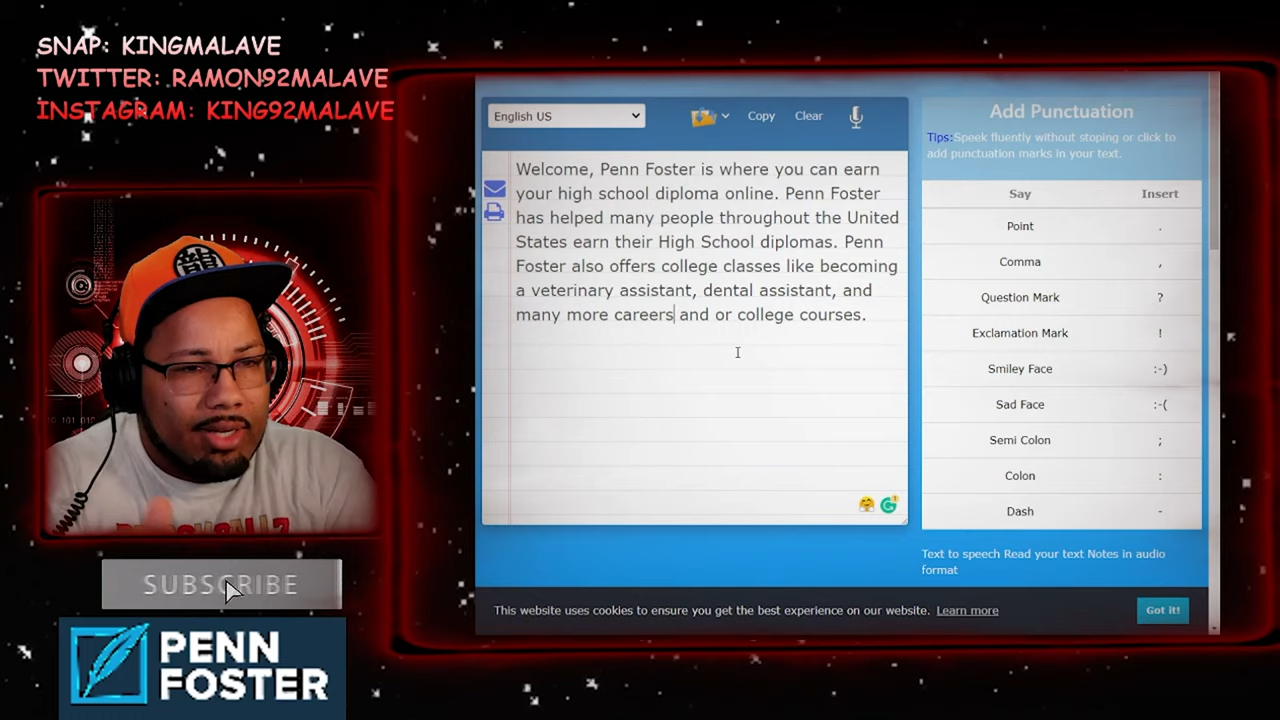 SNAP: KINGMALAVE
TWITTER: RAMON92MALAVE
INSTAGRAM: KING92MALAVE
English US
Copy
Clear
Welcome, Penn Foster is where you can earn
your high school diploma online. Penn Foster
has helped many people throughout the United
States earn their High School diplomas. Penn
Foster also offers college classes like becoming
a veterinary assistant, dental assistant, and
many more careers and or college courses.
Add Punctuation
Tips:Speek fluently without stoping or click to
add punctuation marks in your text.
Say Insert
Point .
Comma ,
Question Mark ?
Exclamation Mark !
Smiley Face :-)
Sad Face :-(
Semi Colon ;
Colon :
Dash -
Text to speech Read your text Notes in audio
format
This website uses cookies to ensure you get the best experience on our website. Learn more
Got it!
SUBSCRIBE
PENN
FOSTER